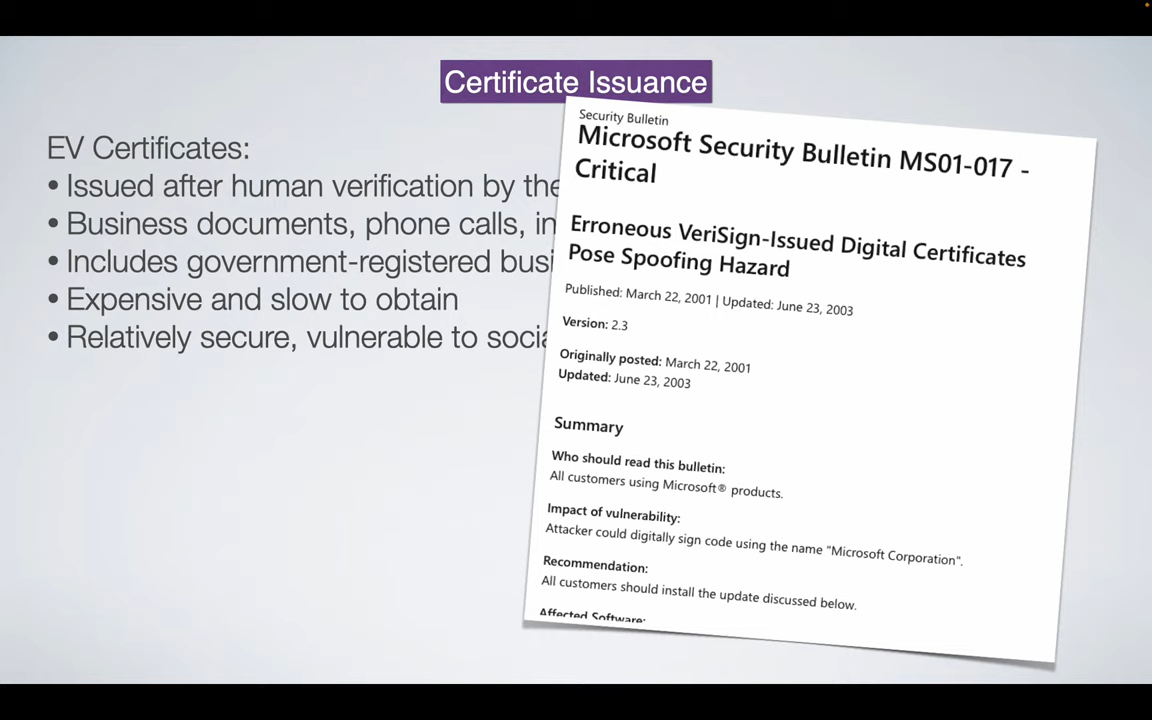 Certificate Issuance
EV Certificates:
• Issued after human verification by the
• Business documents, phone calls, in
• Includes government-registered busi
• Expensive and slow to obtain
• Relatively secure, vulnerable to socia
Security Bulletin
Microsoft Security Bulletin MS01-017 -
Critical
Erroneous VeriSign-Issued Digital Certificates
Pose Spoofing Hazard
Published: March 22, 2001 | Updated: June 23, 2003
Version: 2.3
Originally posted: March 22, 2001
Updated: June 23, 2003
Summary
Who should read this bulletin:
All customers using Microsoft® products.
Impact of vulnerability:
Attacker could digitally sign code using the name "Microsoft Corporation".
Recommendation:
All customers should install the update discussed below.
Affected Software: